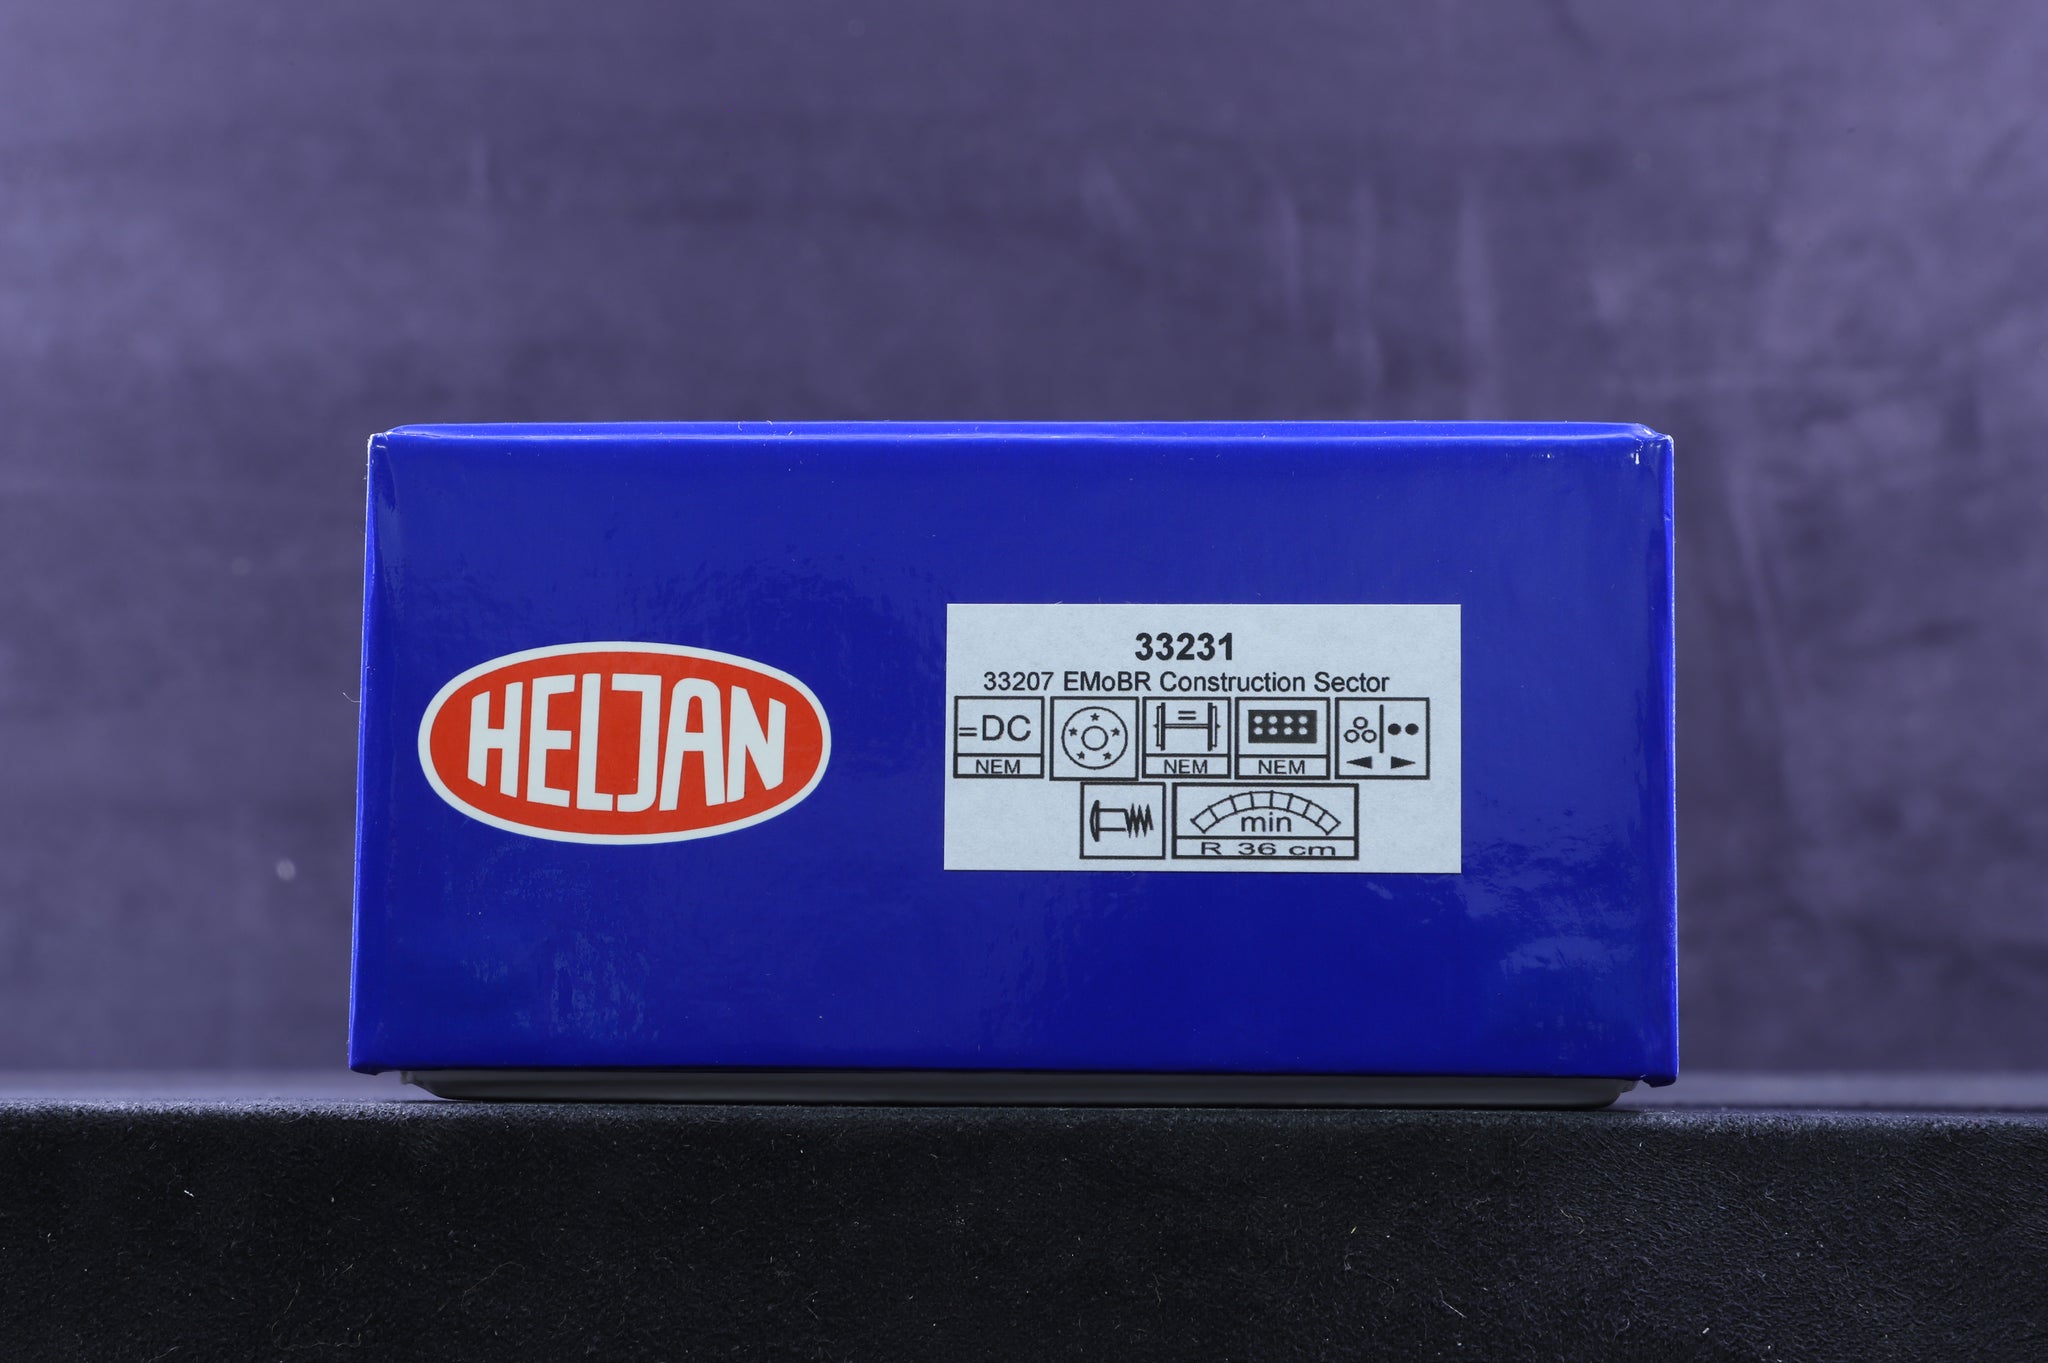 HELJAN
33231
33207 EMoBR Construction Sector
=DC
NEM
NEM
NEM
min
R 36 cm